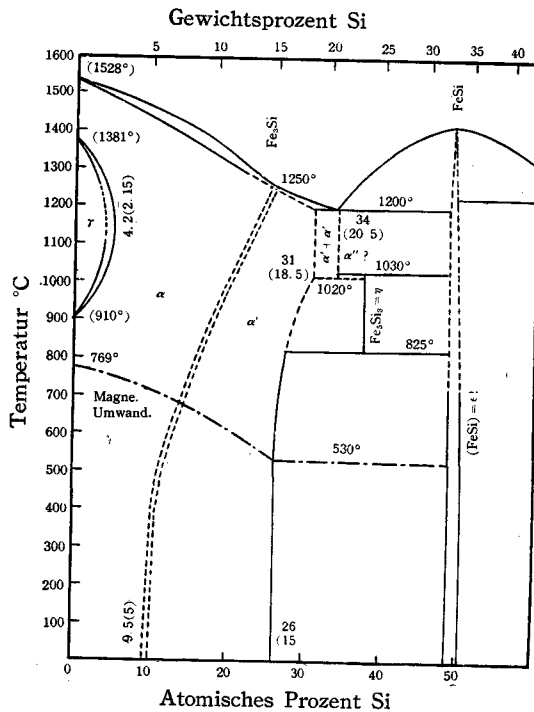 Gewichtsprozent Si
5 10 15 20 25 30 35 40
1600
1500
1400
1300
1200
1100
1000
900
800
700
600
500
400
300
200
100
Temperatur °C
(1528°)
Fe₃Si
FeSi
(1381°)
1250°
4.2(2.15)
γ
1200°
34
(20 5)
α' + α''
α'' ?
31
(18.5)
1030°
1020°
α
α'
Fe₅Si₃=η
(910°)
825°
769°
Magne.
Umwand.
(FeSi)=ε
530°
9.5(5)
26
(15
0 10 20 30 40 50
Atomisches Prozent Si